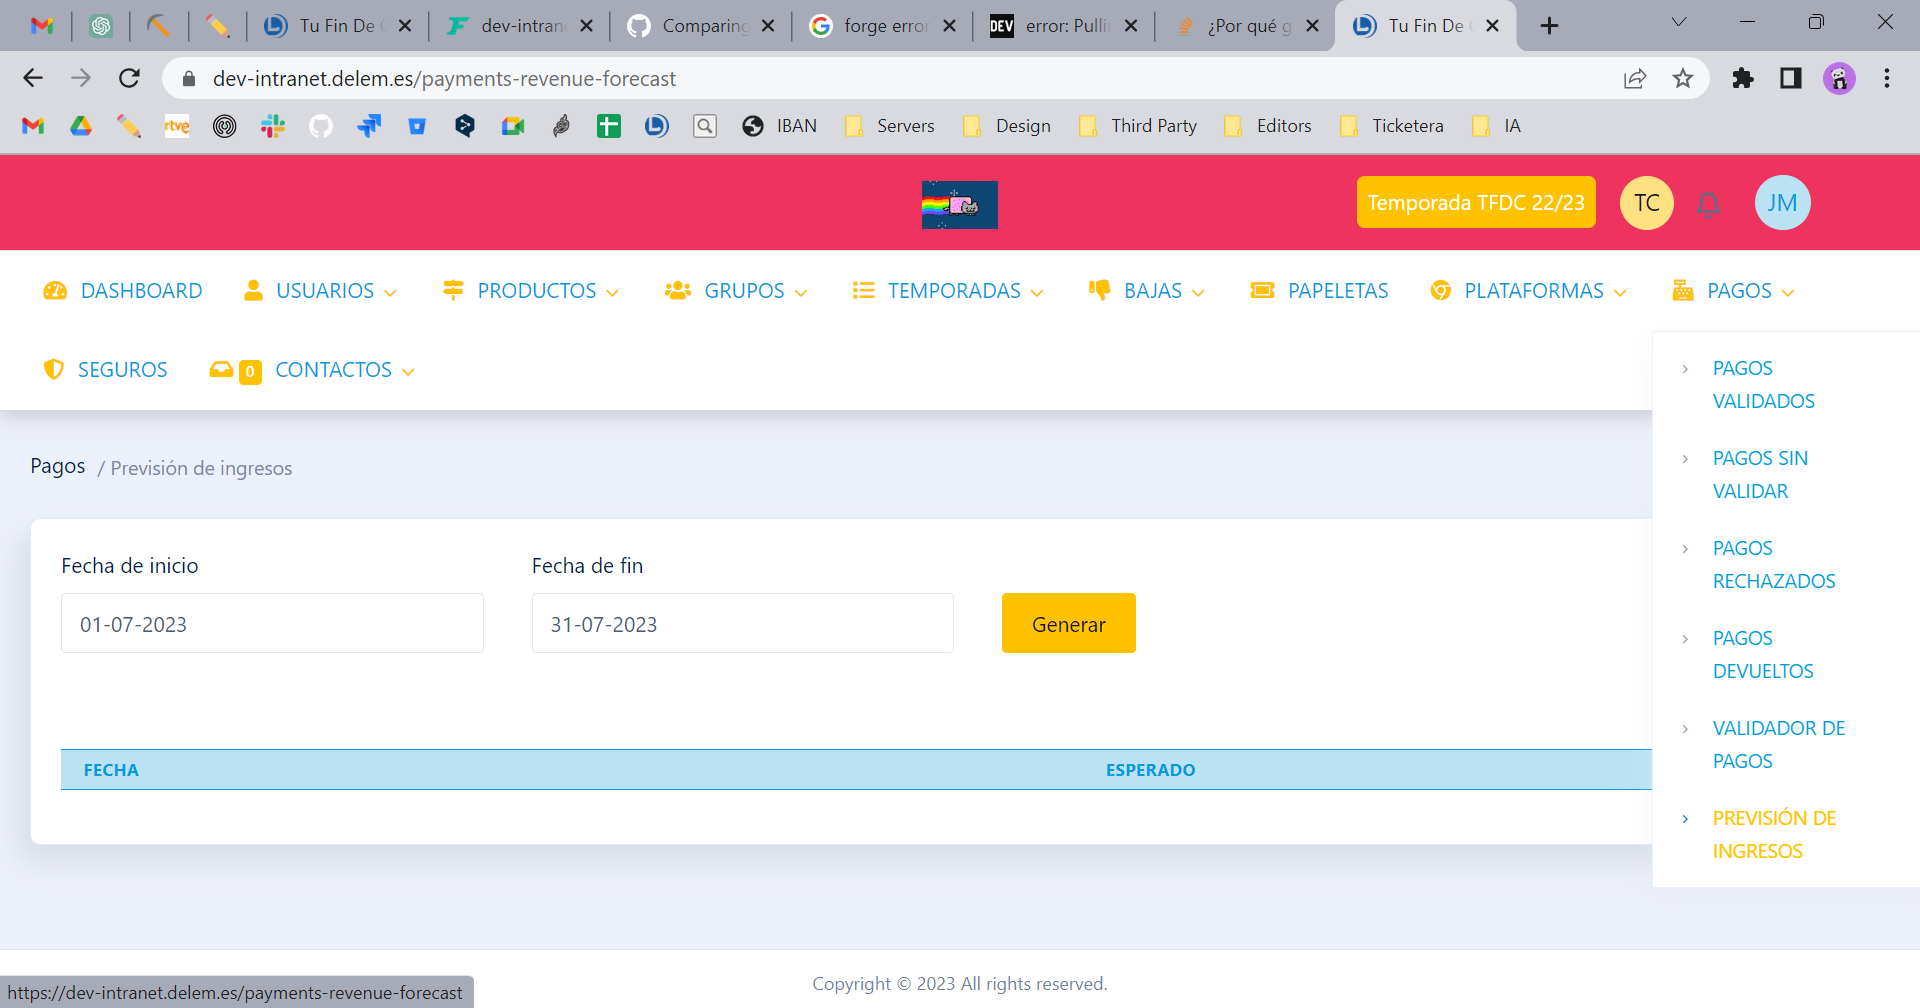 Tu Fin De
dev-intran
Comparing
forge error
DEV
error: Pullin
¿Por qué g
Tu Fin De
dev-intranet.delem.es/payments-revenue-forecast
rtve
IBAN
Servers
Design
Third Party
Editors
Ticketera
IA
Temporada TFDC 22/23
TC
JM
DASHBOARD
USUARIOS
PRODUCTOS
GRUPOS
TEMPORADAS
BAJAS
PAPELETAS
PLATAFORMAS
PAGOS
SEGUROS
0
CONTACTOS
PAGOS
VALIDADOS
PAGOS SIN
VALIDAR
PAGOS
RECHAZADOS
PAGOS
DEVUELTOS
VALIDADOR DE
PAGOS
PREVISIÓN DE
INGRESOS
Pagos / Previsión de ingresos
Fecha de inicio
Fecha de fin
01-07-2023
31-07-2023
Generar
FECHA
ESPERADO
Copyright © 2023 All rights reserved.
https://dev-intranet.delem.es/payments-revenue-forecast